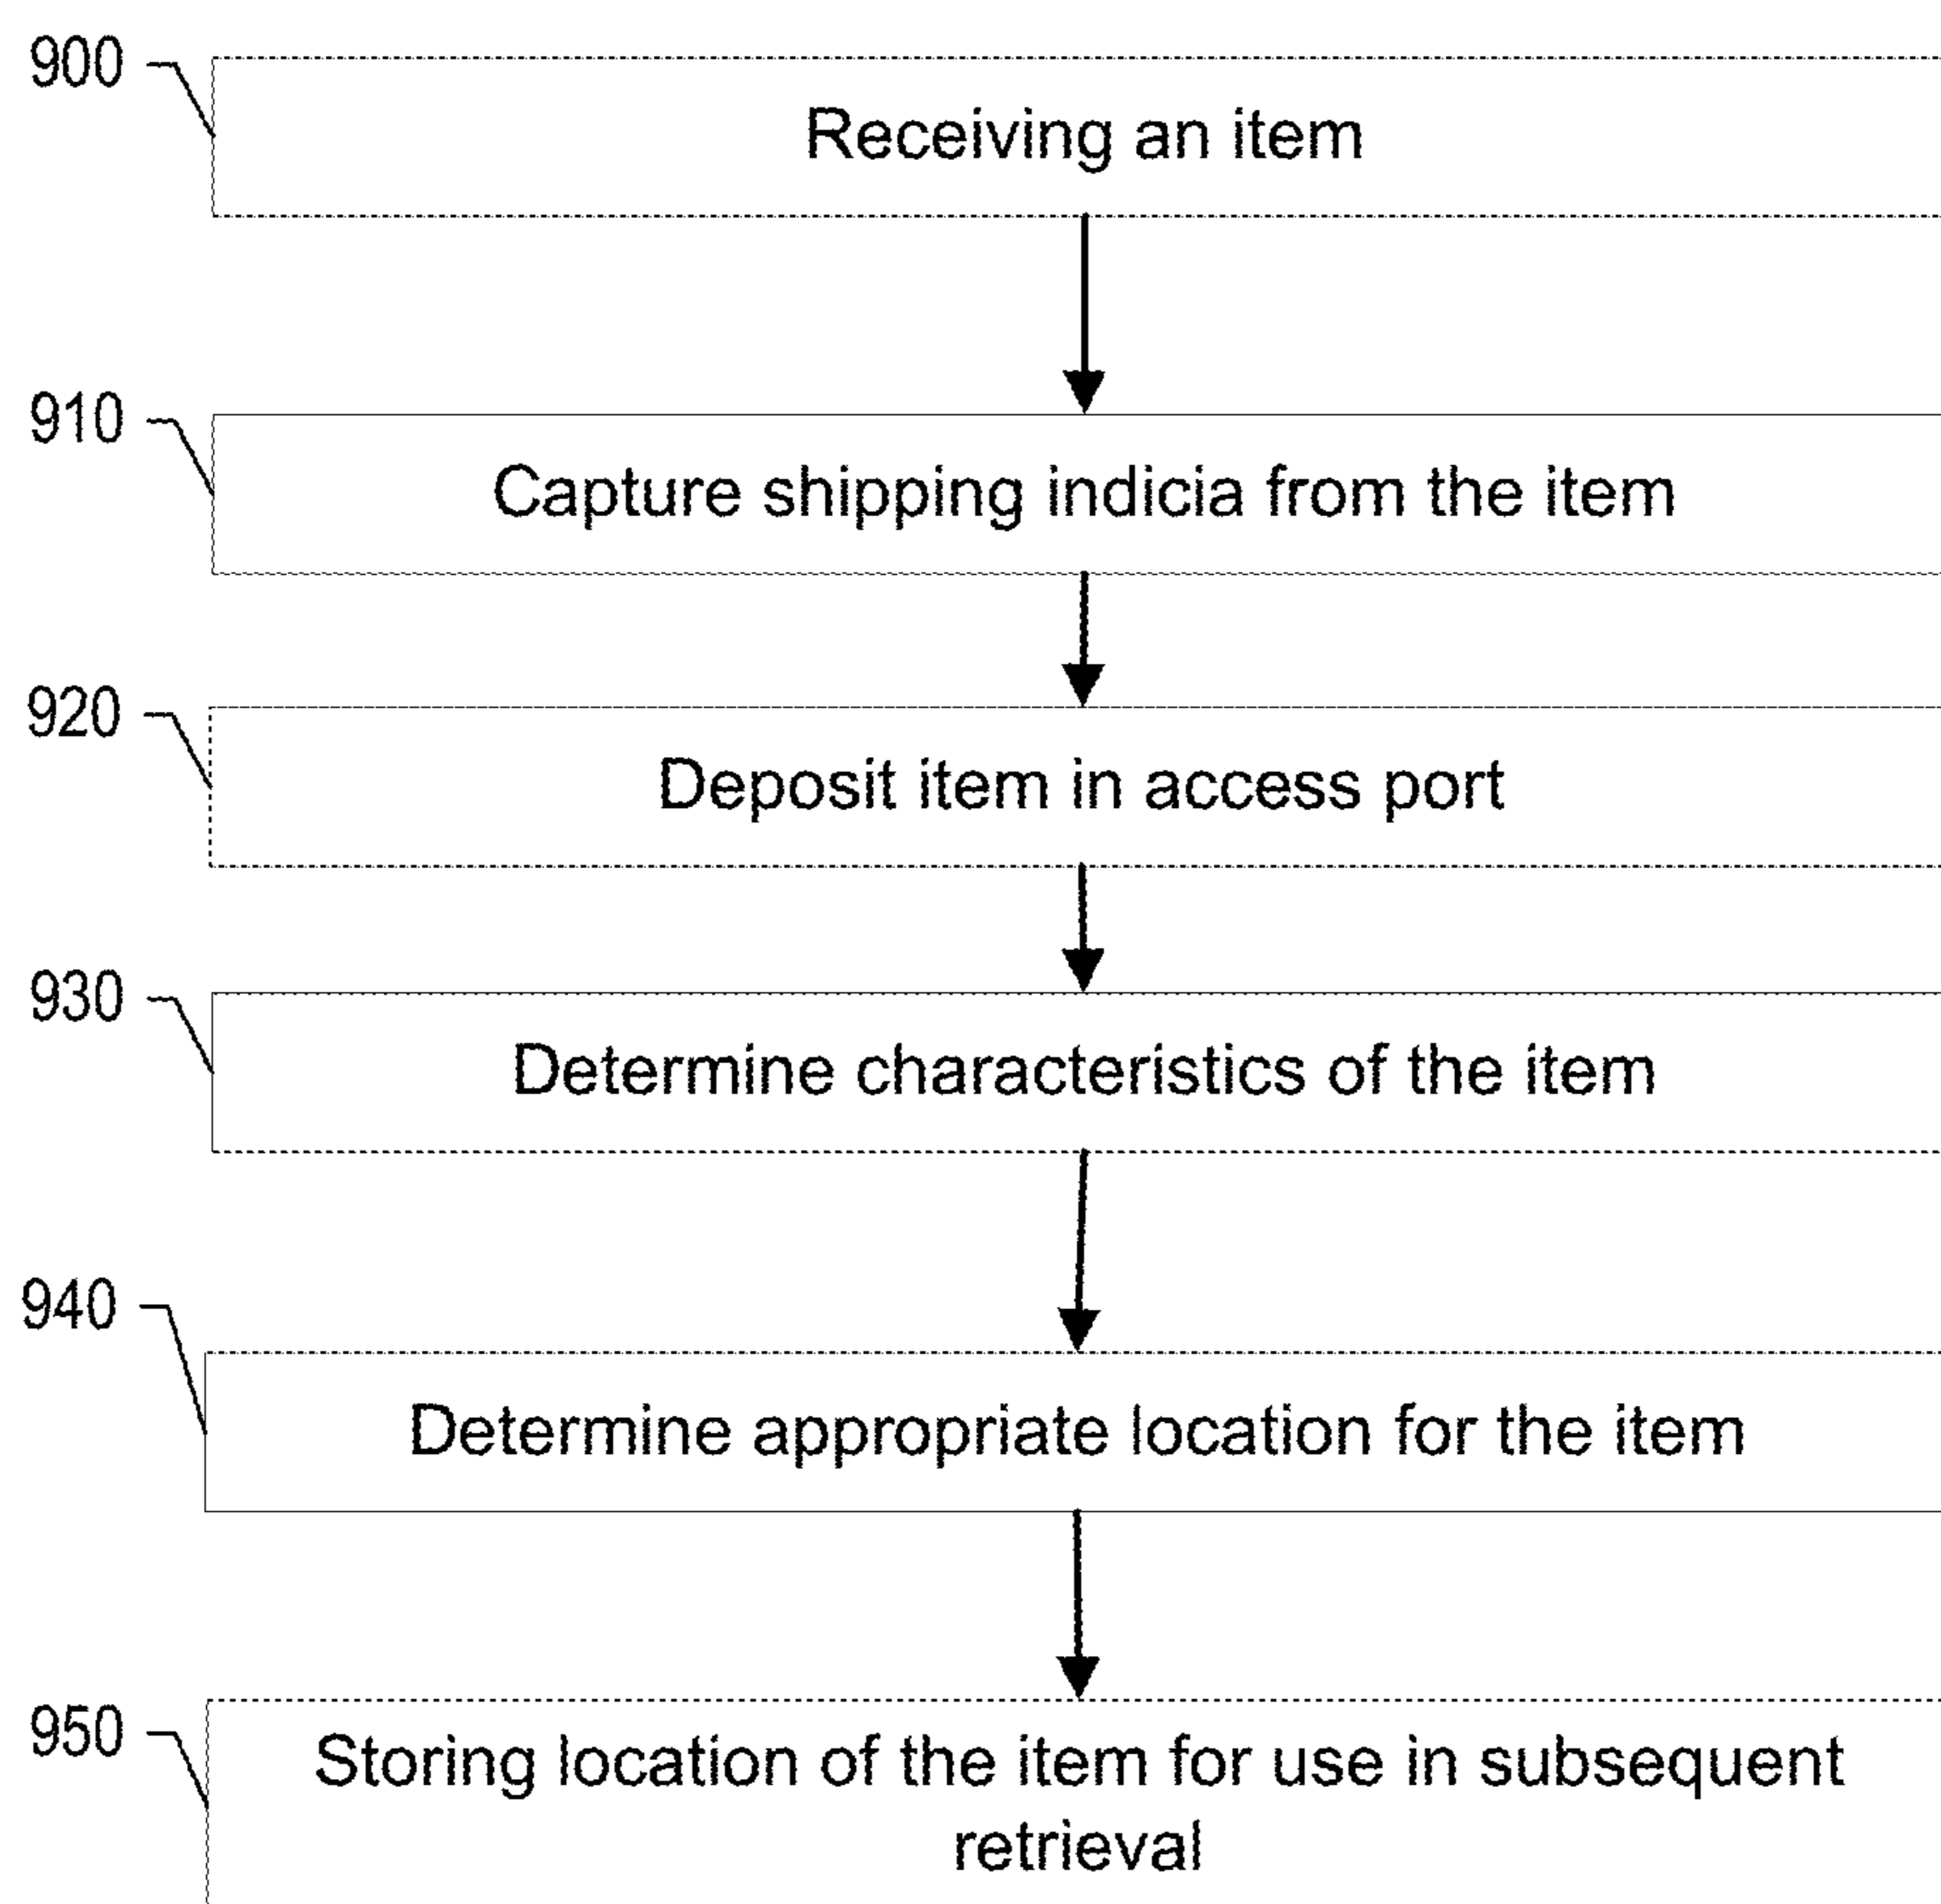 900
Receiving an item
910
Capture shipping indicia from the item
920
Deposit item in access port
930
Determine characteristics of the item
940
Determine appropriate location for the item
950
Storing location of the item for use in subsequent
retrieval